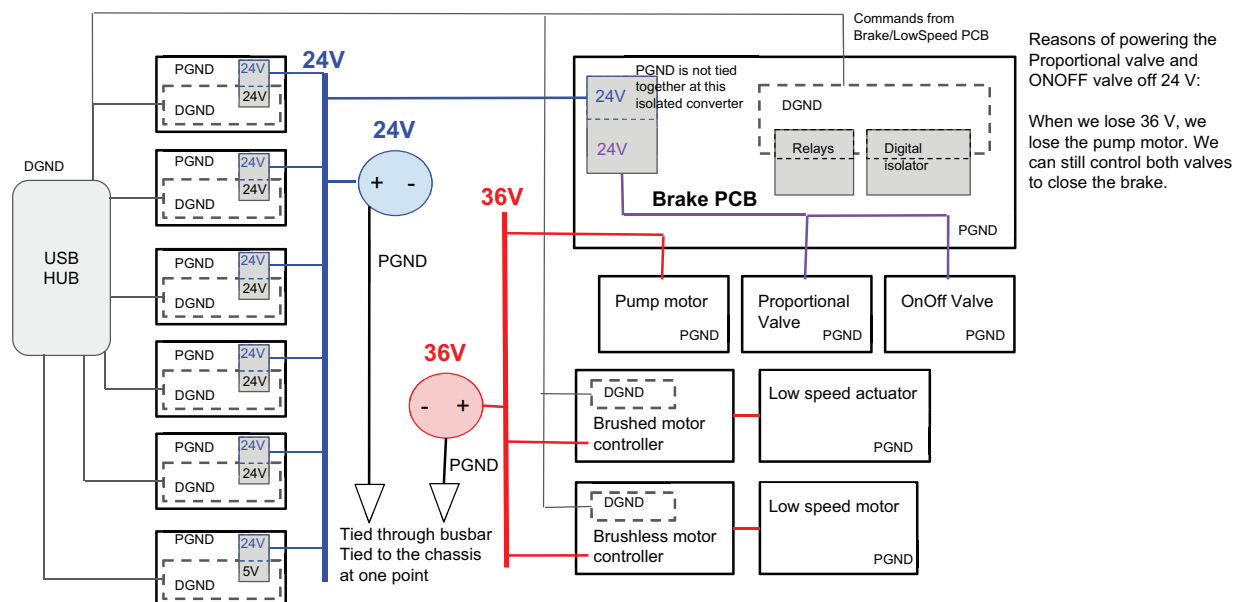 Commands from
Brake/LowSpeed PCB
Reasons of powering the
Proportional valve and
ONOFF valve off 24 V:
When we lose 36 V, we
lose the pump motor. We
can still control both valves
to close the brake.
24V
PGND
24V
24V
DGND
PGND
24V
24V
DGND
PGND
24V
24V
DGND
PGND
24V
24V
DGND
PGND
24V
24V
DGND
PGND
24V
5V
DGND
DGND
USB
HUB
24V
+ -
PGND
36V
- +
PGND
Tied through busbar
Tied to the chassis
at one point
36V
PGND is not tied
together at this
isolated converter
24V
24V
DGND
Relays
Digital
isolator
Brake PCB
PGND
Pump motor
PGND
Proportional
Valve
PGND
OnOff Valve
PGND
DGND
Brushed motor
controller
Low speed actuator
PGND
DGND
Brushless motor
controller
Low speed motor
PGND